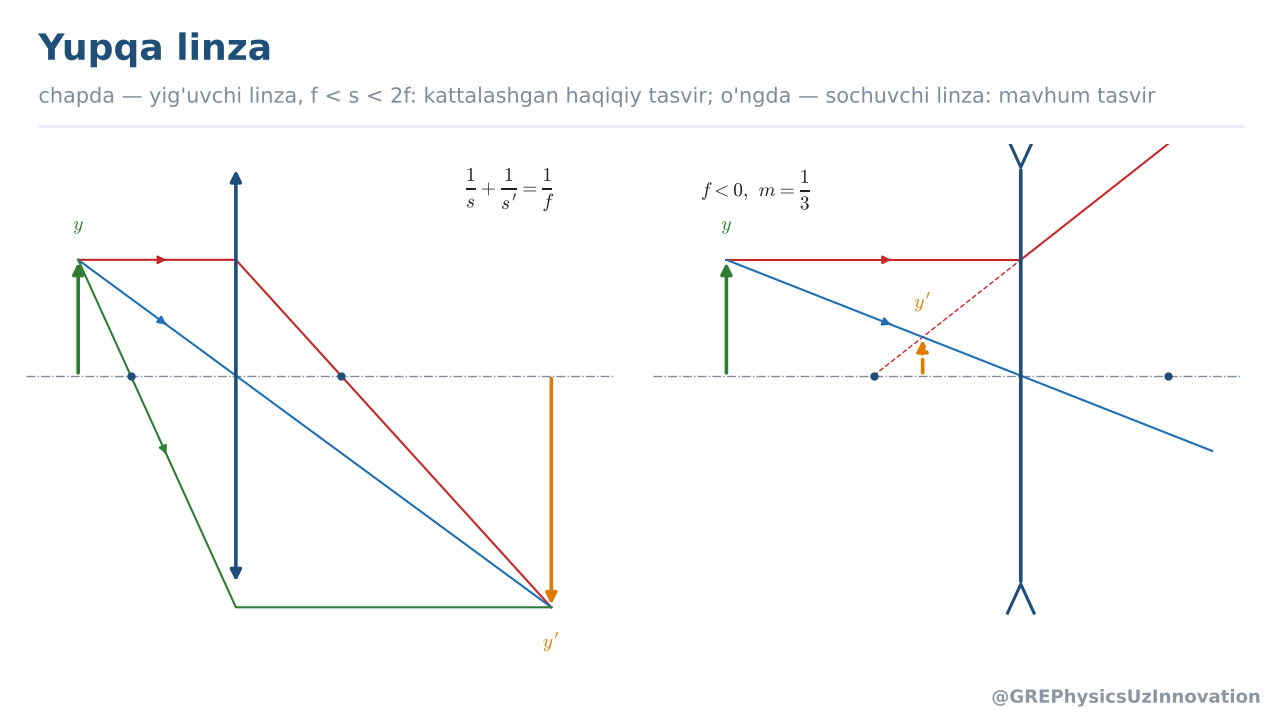 Yupqa linza
chapda — yig'uvchi linza, f < s < 2f: kattalashgan haqiqiy tasvir; o'ngda — sochuvchi linza: mavhum tasvir
1/s + 1/s′ = 1/f
y
y′
f < 0, m = 1/3
y
y′
@GREPhysicsUzInnovation